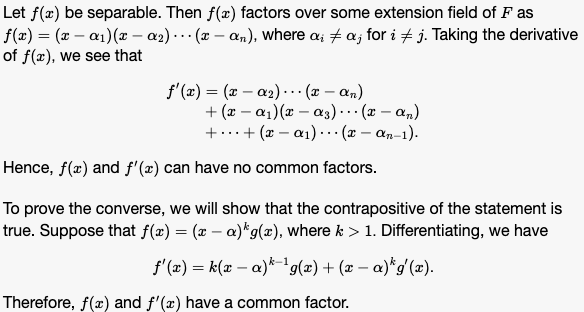 Let f(x) be separable. Then f(x) factors over some extension field of F as
f(x) = (x − α₁)(x − α₂) ⋯ (x − αₙ), where αᵢ ≠ αⱼ for i ≠ j. Taking the derivative
of f(x), we see that
f′(x) = (x − α₂) ⋯ (x − αₙ)
+ (x − α₁)(x − α₃) ⋯ (x − αₙ)
+ ⋯ + (x − α₁) ⋯ (x − αₙ₋₁).
Hence, f(x) and f′(x) can have no common factors.
To prove the converse, we will show that the contrapositive of the statement is
true. Suppose that f(x) = (x − α)ᵏg(x), where k > 1. Differentiating, we have
f′(x) = k(x − α)ᵏ⁻¹g(x) + (x − α)ᵏg′(x).
Therefore, f(x) and f′(x) have a common factor.